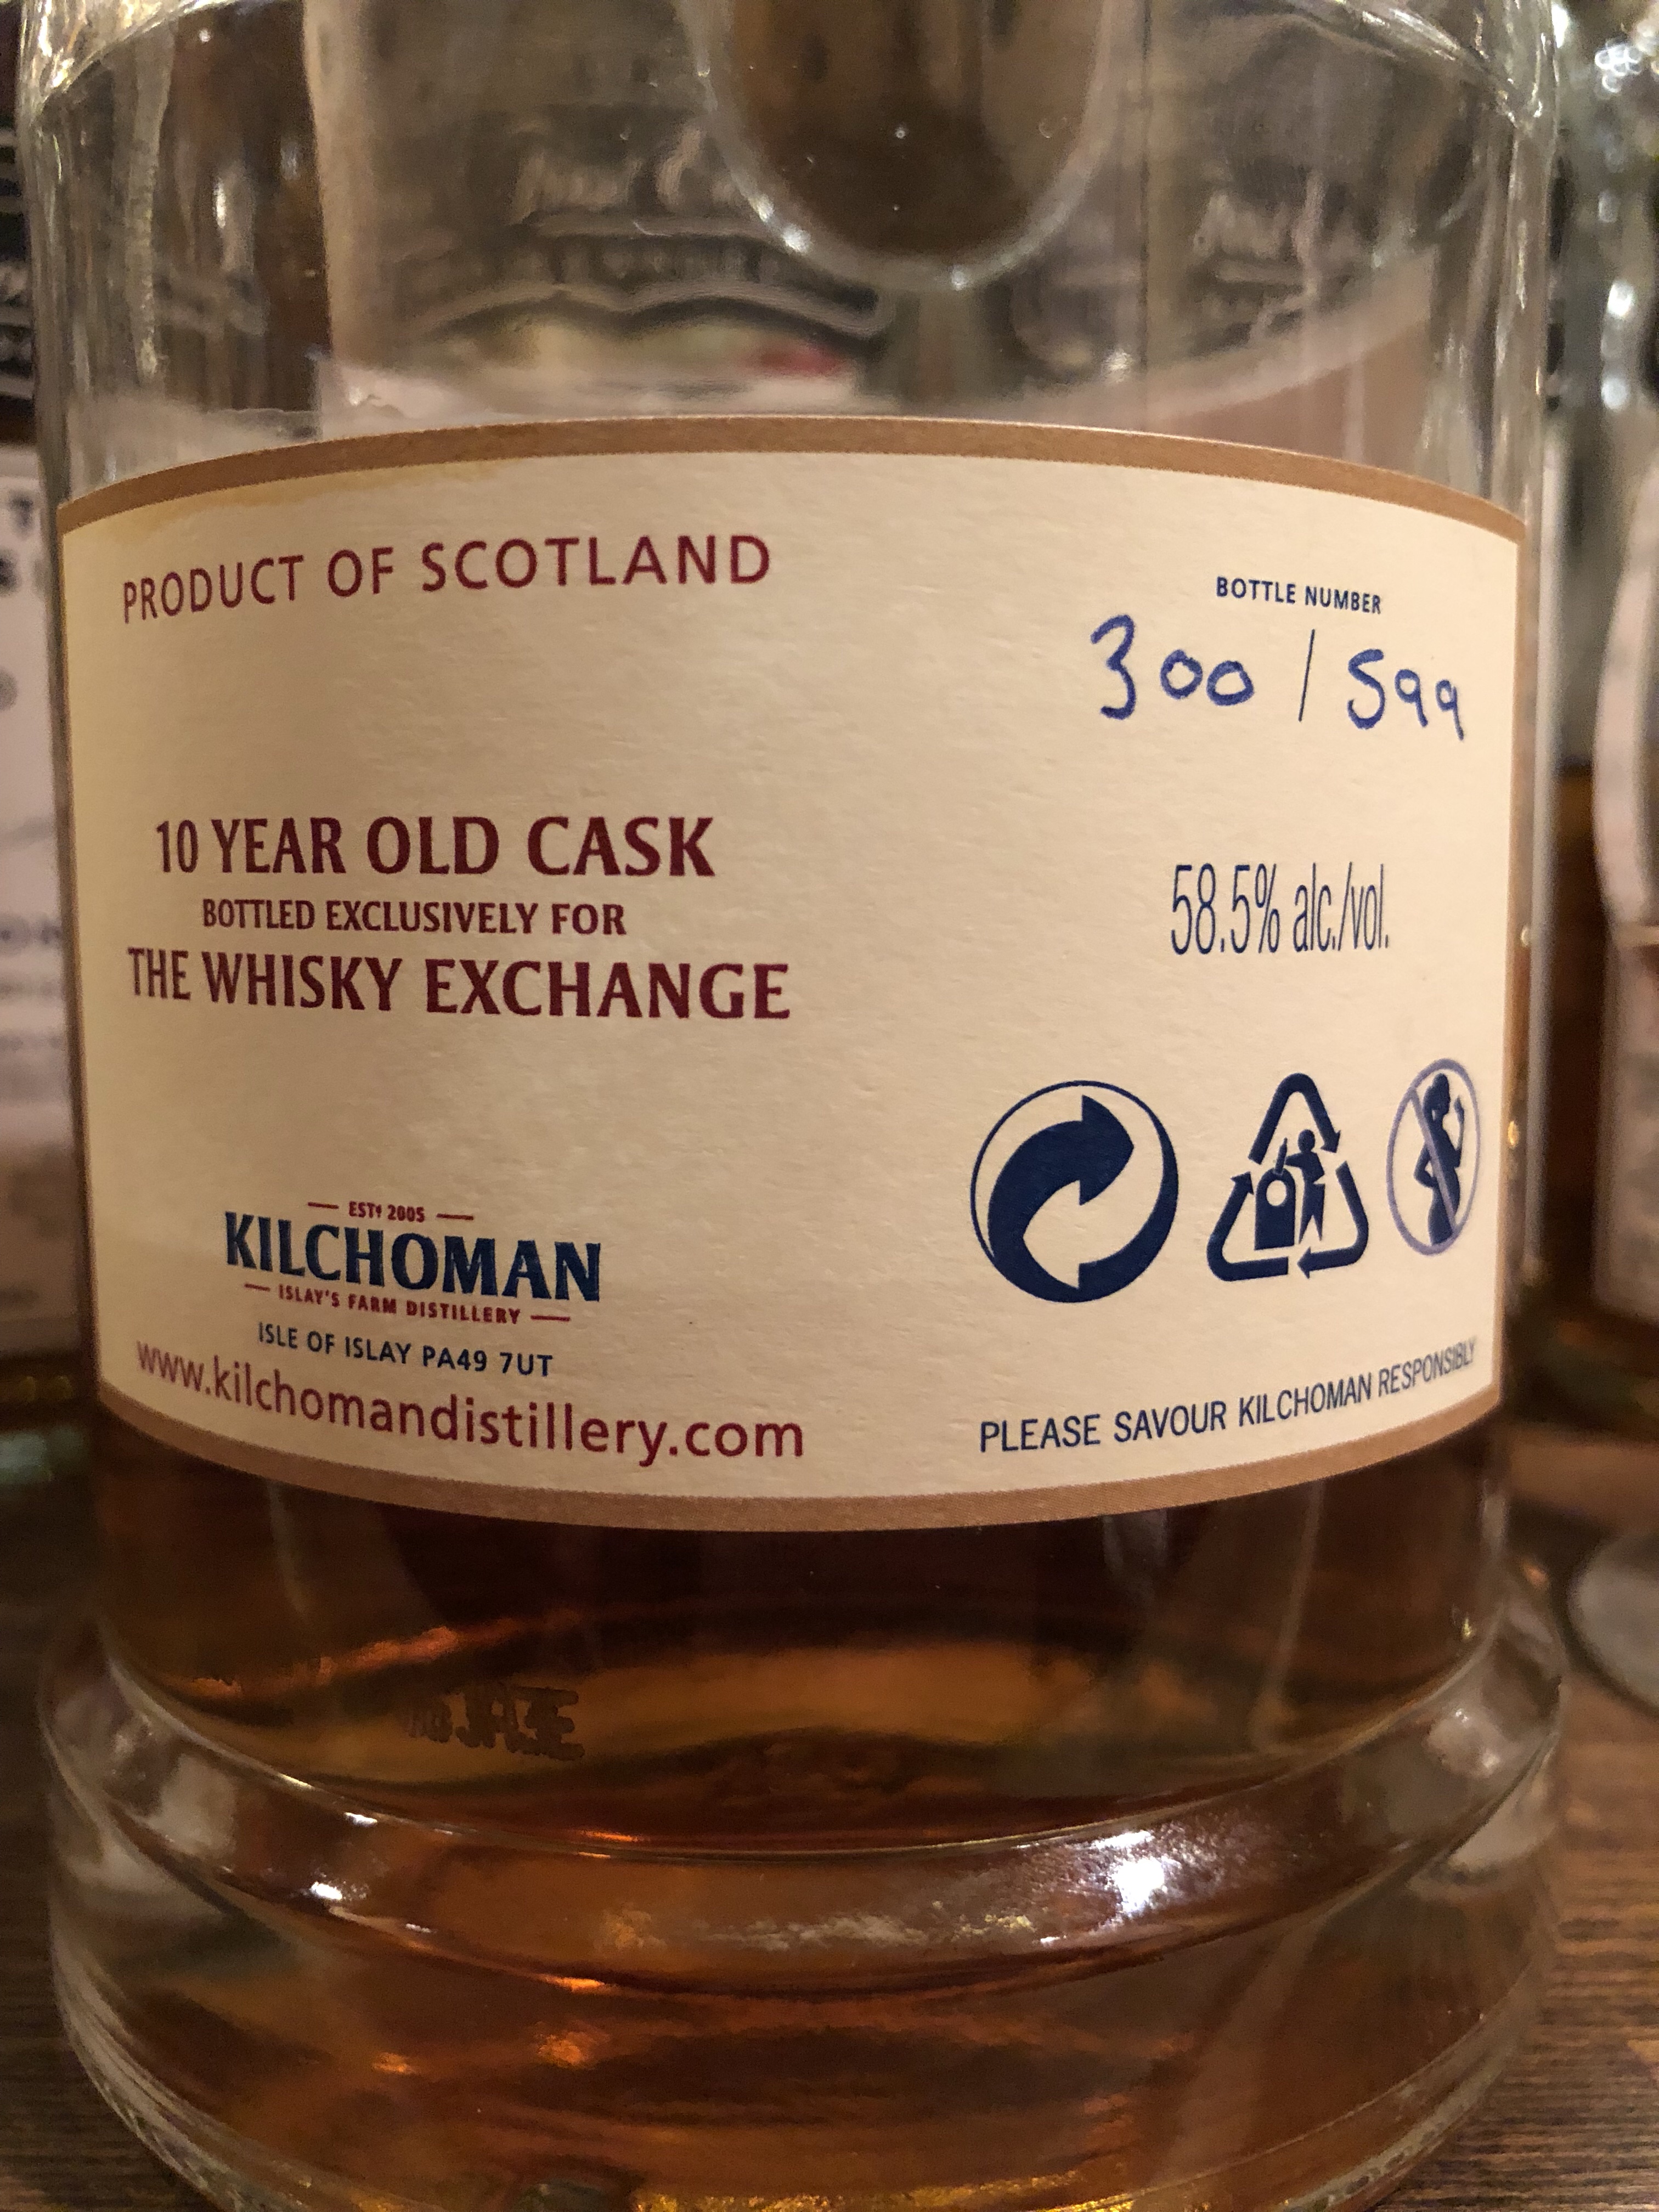 PRODUCT OF SCOTLAND
BOTTLE NUMBER
300 / 599
10 YEAR OLD CASK
BOTTLED EXCLUSIVELY FOR
THE WHISKY EXCHANGE
58.5% alc./vol.
ESTd 2005
KILCHOMAN
ISLAY'S FARM DISTILLERY
ISLE OF ISLAY PA49 7UT
www.kilchomandistillery.com
PLEASE SAVOUR KILCHOMAN RESPONSIBLY